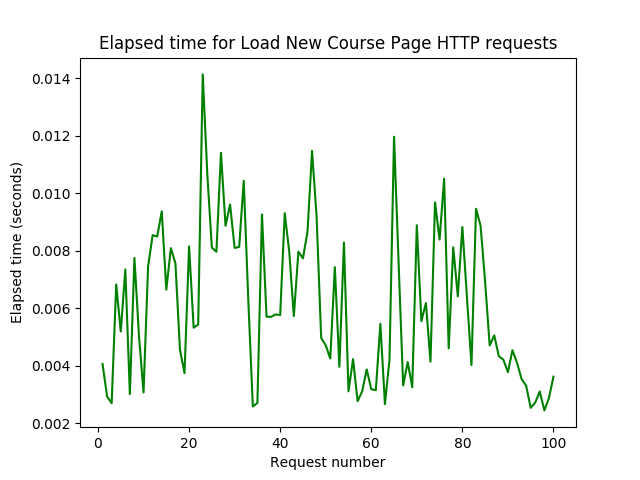 Elapsed time for Load New Course Page HTTP requests
0.014
0.012
0.010
0.008
0.006
0.004
0.002
Elapsed time (seconds)
0 20 40 60 80 100
Request number